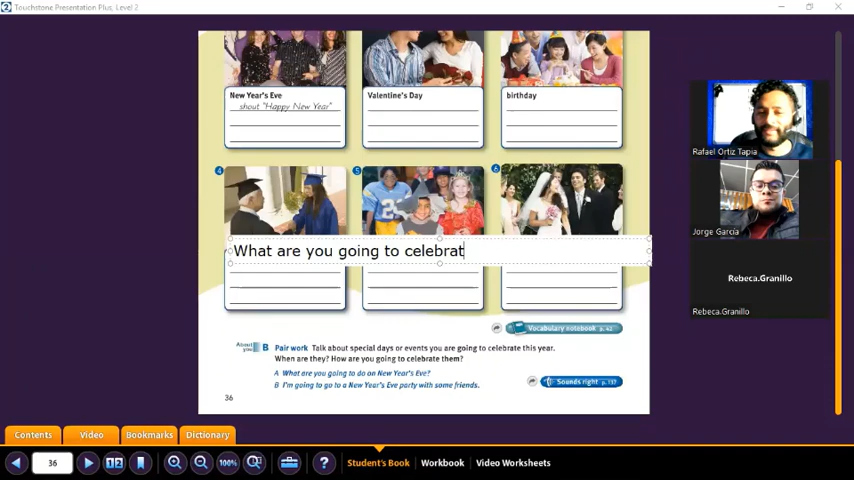 Touchstone Presentation Plus, Level 2
New Year's Eve
shout "Happy New Year"
Valentine's Day
birthday
4
5
6
What are you going to celebrat
Vocabulary notebook p. 42
About you
B Pair work Talk about special days or events you are going to celebrate this year.
When are they? How are you going to celebrate them?
A What are you going to do on New Year's Eve?
B I'm going to go to a New Year's Eve party with some friends.
Sounds right p. 137
36
Rafael Ortiz Tapia
Jorge García
Rebeca.Granillo
Rebeca.Granillo
Contents
Video
Bookmarks
Dictionary
36
12
100%
?
Student's Book
Workbook
Video Worksheets